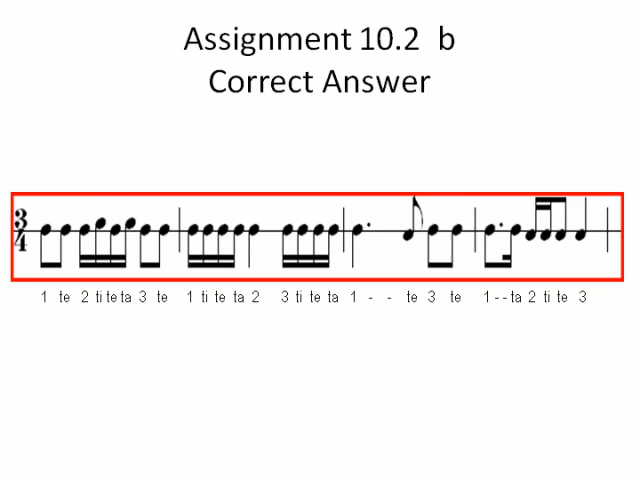 Assignment 10.2 b
Correct Answer
3
4
1 te 2 ti te ta 3 te 1 ti te ta 2 3 ti te ta 1 - - te 3 te 1 - - ta 2 ti te 3